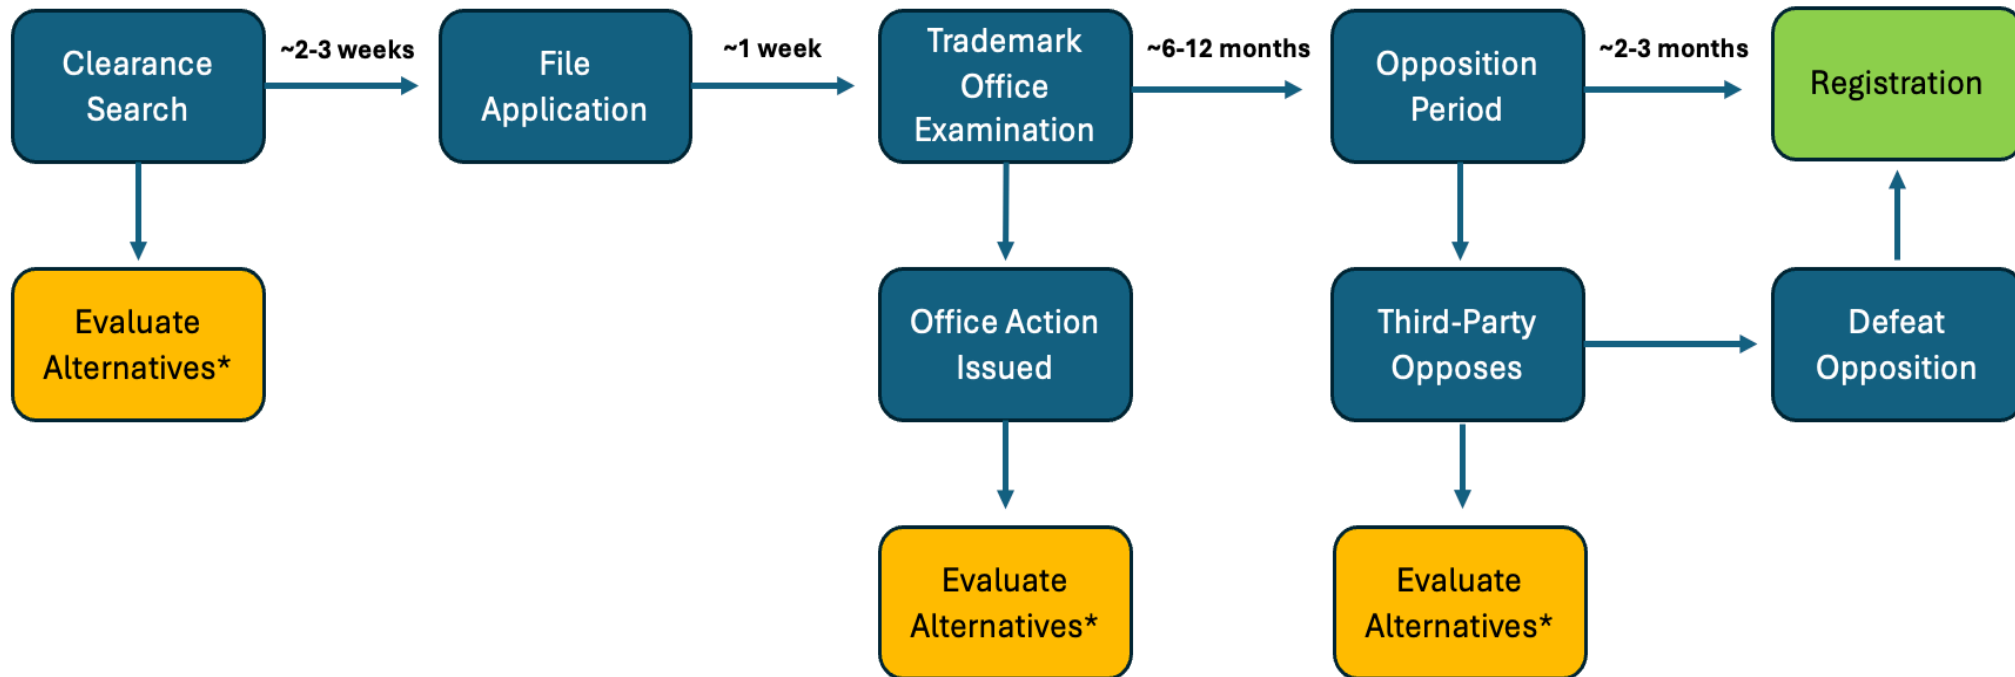 Clearance
Search
~2-3 weeks
File
Application
~1 week
Trademark
Office
Examination
~6-12 months
Opposition
Period
~2-3 months
Registration
Evaluate
Alternatives*
Office Action
Issued
Third-Party
Opposes
Defeat
Opposition
Evaluate
Alternatives*
Evaluate
Alternatives*